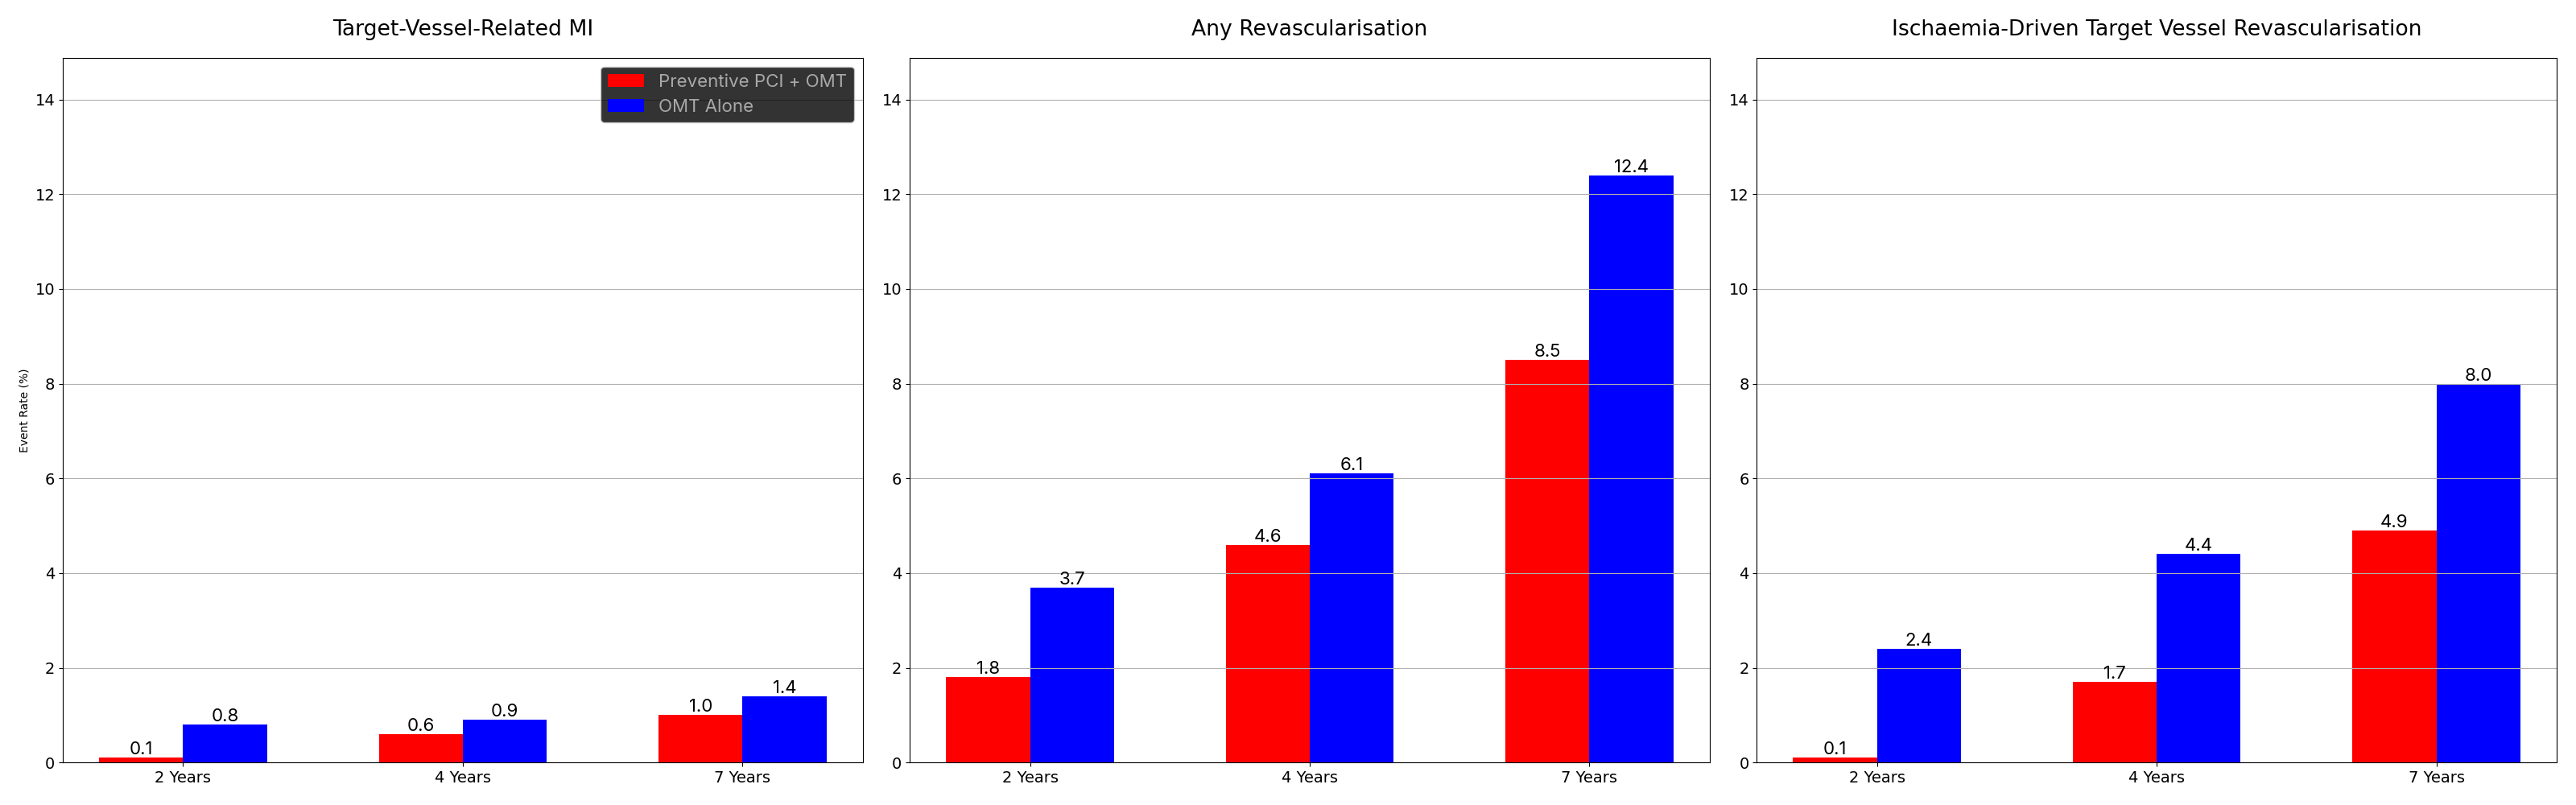 Target-Vessel-Related MI
Preventive PCI + OMT
OMT Alone
Event Rate (%)
14
12
10
8
6
4
2
0
0.1
0.8
0.6
0.9
1.0
1.4
2 Years
4 Years
7 Years
Any Revascularisation
14
12
10
8
6
4
2
0
1.8
3.7
4.6
6.1
8.5
12.4
2 Years
4 Years
7 Years
Ischaemia-Driven Target Vessel Revascularisation
14
12
10
8
6
4
2
0
0.1
2.4
1.7
4.4
4.9
8.0
2 Years
4 Years
7 Years